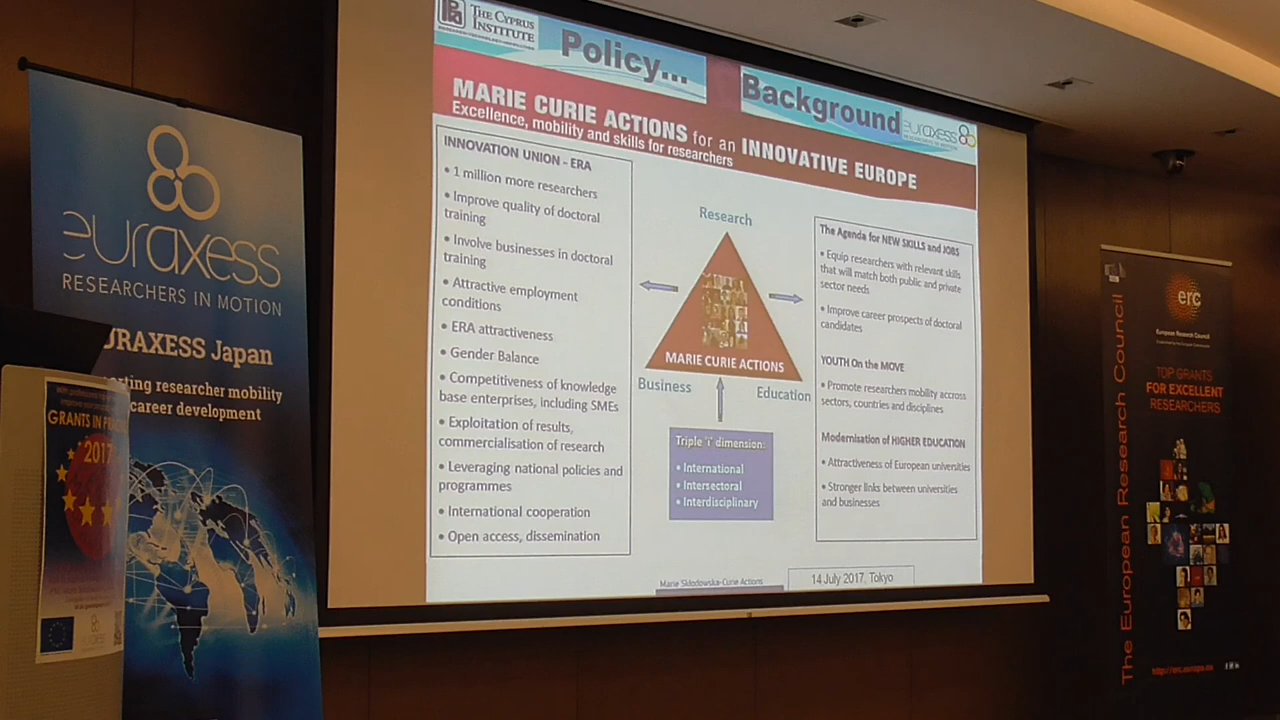 euraxess
RESEARCHERS IN MOTION
URAXESS Japan
rting researcher mobility
career development
GRANTS IN PR
2017
THE CYPRUS
INSTITUTE
Policy...
Background
euraxess
MARIE CURIE ACTIONS for an INNOVATIVE EUROPE
Excellence, mobility and skills for researchers
INNOVATION UNION - ERA
• 1 million more researchers
• Improve quality of doctoral
training
• Involve businesses in doctoral
training
• Attractive employment
conditions
• ERA attractiveness
• Gender Balance
• Competitiveness of knowledge
base enterprises, including SMEs
• Exploitation of results,
commercialisation of research
• Leveraging national policies and
programmes
• International cooperation
• Open access, dissemination
Research
MARIE CURIE ACTIONS
Business
Education
Triple 'i' dimension:
• International
• Intersectoral
• Interdisciplinary
The Agenda for NEW SKILLS and JOBS
• Equip researchers with relevant skills
that will match both public and private
sector needs
• Improve career prospects of doctoral
candidates
YOUTH On the MOVE
• Promote researchers mobility accross
sectors, countries and disciplines
Modernisation of HIGHER EDUCATION
• Attractiveness of European universities
• Stronger links between universities
and businesses
Marie Skłodowska-Curie Actions
14 July 2017, Tokyo
The European Research Council
erc
European Research Council
TOP GRANTS
FOR EXCELLENT
RESEARCHERS
http://erc.europa.eu